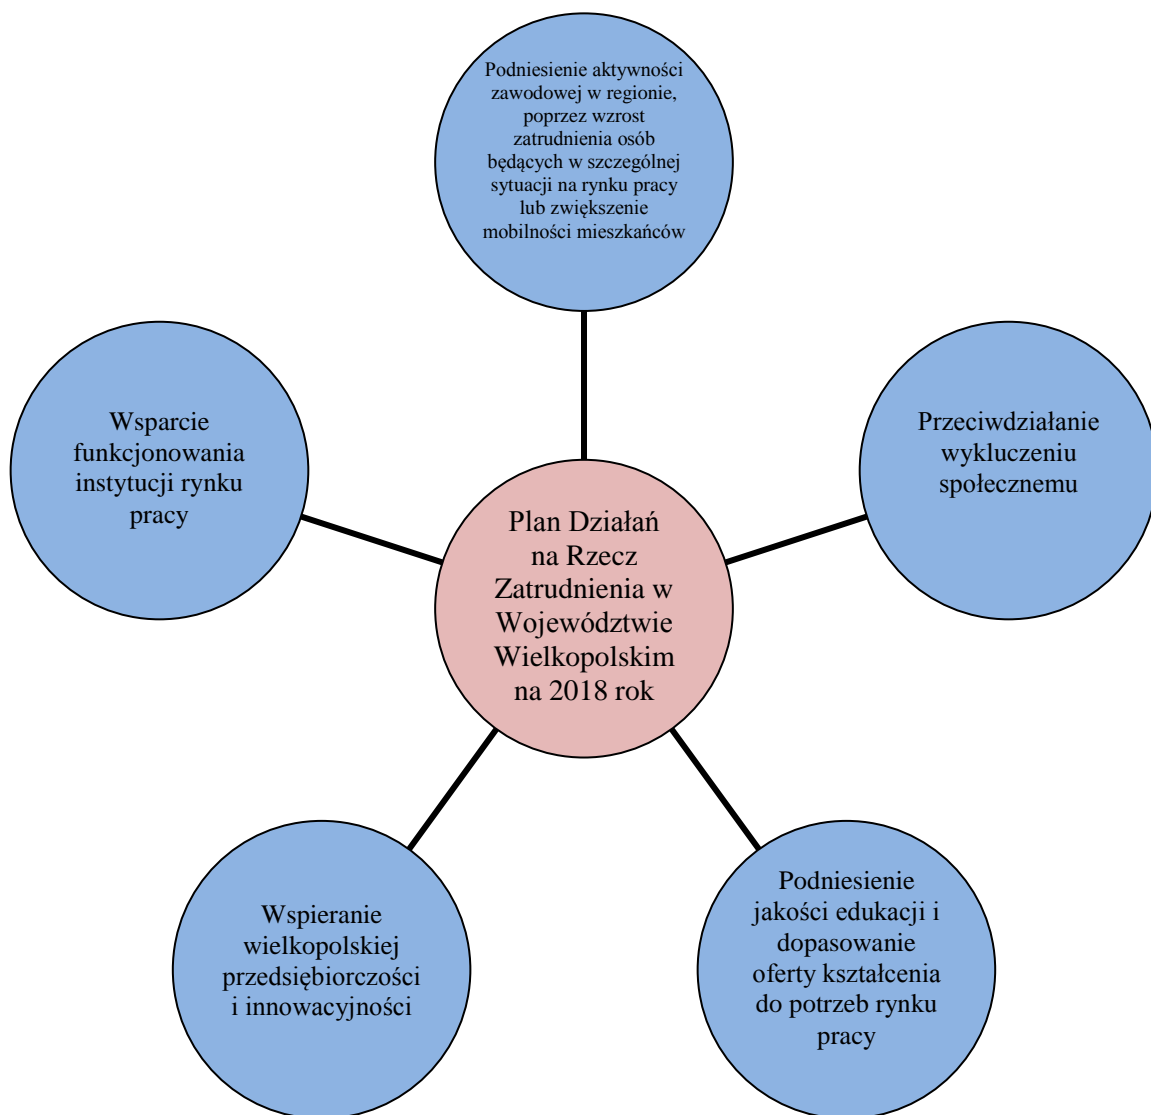 Podniesienie aktywności
zawodowej w regionie,
poprzez wzrost
zatrudnienia osób
będących w szczególnej
sytuacji na rynku pracy
lub zwiększenie
mobilności mieszkańców
Wsparcie
funkcjonowania
instytucji rynku
pracy
Przeciwdziałanie
wykluczeniu
społecznemu
Plan Działań
na Rzecz
Zatrudnienia w
Województwie
Wielkopolskim
na 2018 rok
Wspieranie
wielkopolskiej
przedsiębiorczości
i innowacyjności
Podniesienie
jakości edukacji i
dopasowanie
oferty kształcenia
do potrzeb rynku
pracy